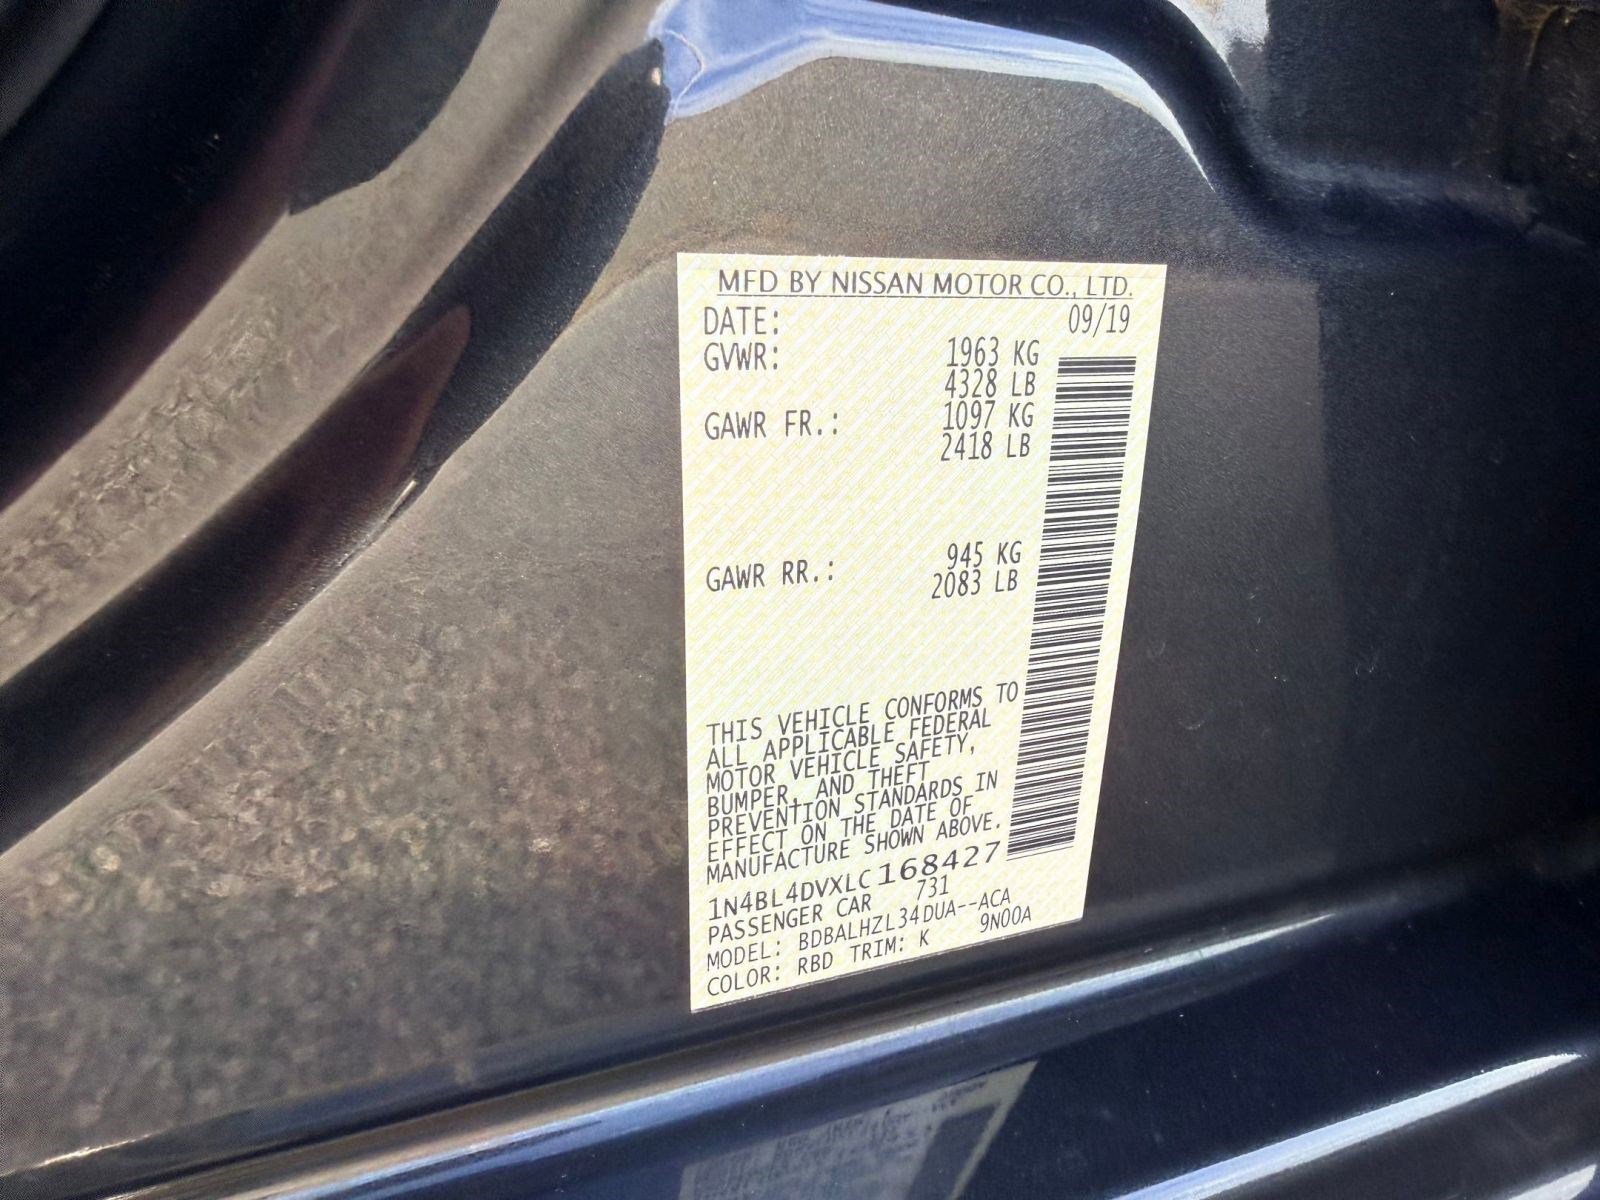 MFD BY NISSAN MOTOR CO., LTD.
DATE: 09/19
GVWR: 1963 KG
4328 LB
GAWR FR.: 1097 KG
2418 LB
GAWR RR.: 945 KG
2083 LB
THIS VEHICLE CONFORMS TO
ALL APPLICABLE FEDERAL
MOTOR VEHICLE SAFETY,
BUMPER, AND THEFT
PREVENTION STANDARDS IN
EFFECT ON THE DATE OF
MANUFACTURE SHOWN ABOVE.
1N4BL4DVXLC168427
PASSENGER CAR 731
MODEL: BDBALHZL34DUA--ACA
COLOR: RBD TRIM: K 9N00A